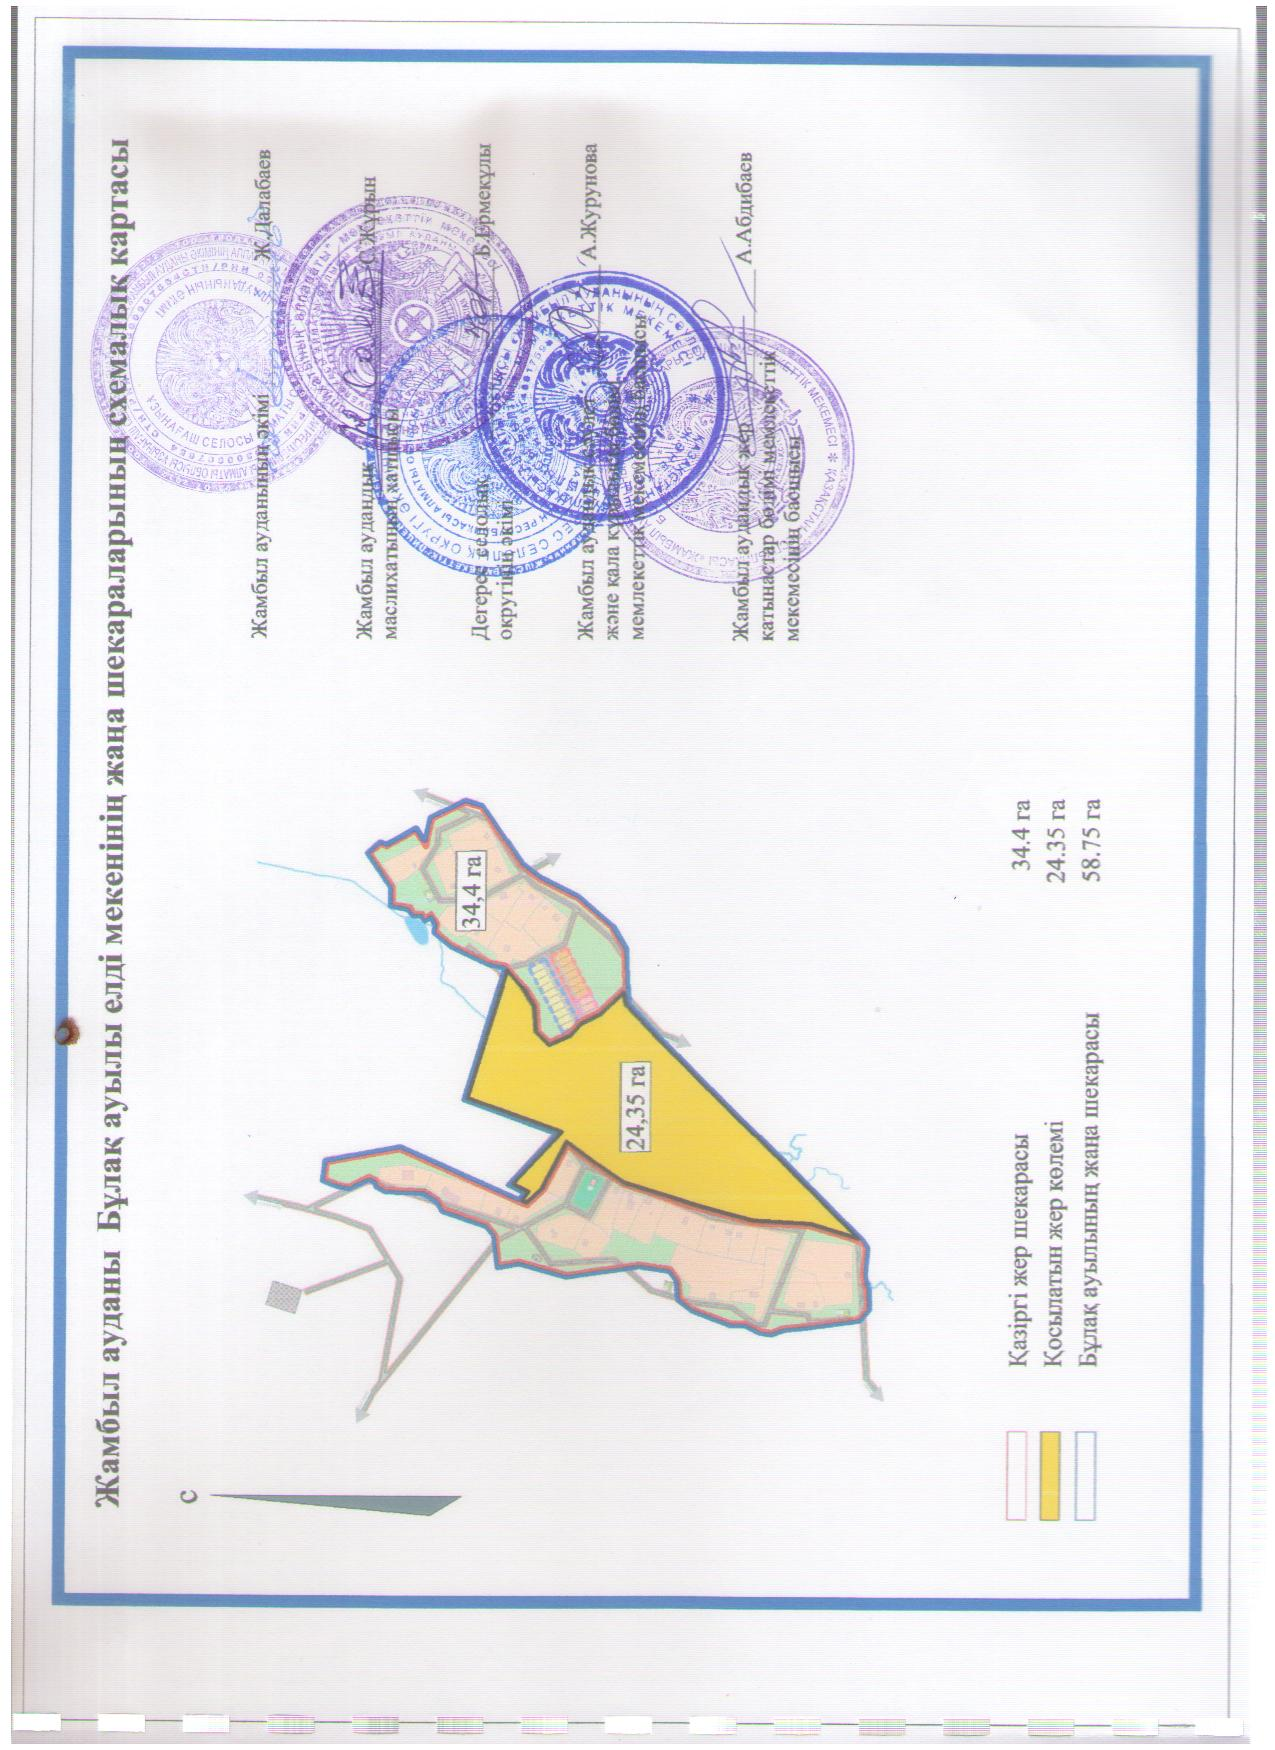 Жамбыл ауданы Бұлақ ауылы елді мекенінің жаңа шекараларының схемалық картасы
С
Жамбыл ауданының әкімі Ж.Далабаев
Жамбыл аудандық С.Жұрын
маслихатының хатшысы
Дегерес селолық Б.Ермекұлы
округінің әкімі
Жамбыл аудандық сәулет А.Журунова
және қала құрылысы бөлімі
мемлекеттік мекемесінің басшысы
Жамбыл аудандық жер А.Абдибаев
қатынастар бөлімі мемлекеттік
мекемесінің басшысы
34,4 га
24,35 га
Қазіргі жер шекарасы 34.4 га
Қосылатын жер көлемі 24.35 га
Бұлақ ауылының жаңа шекарасы 58.75 га